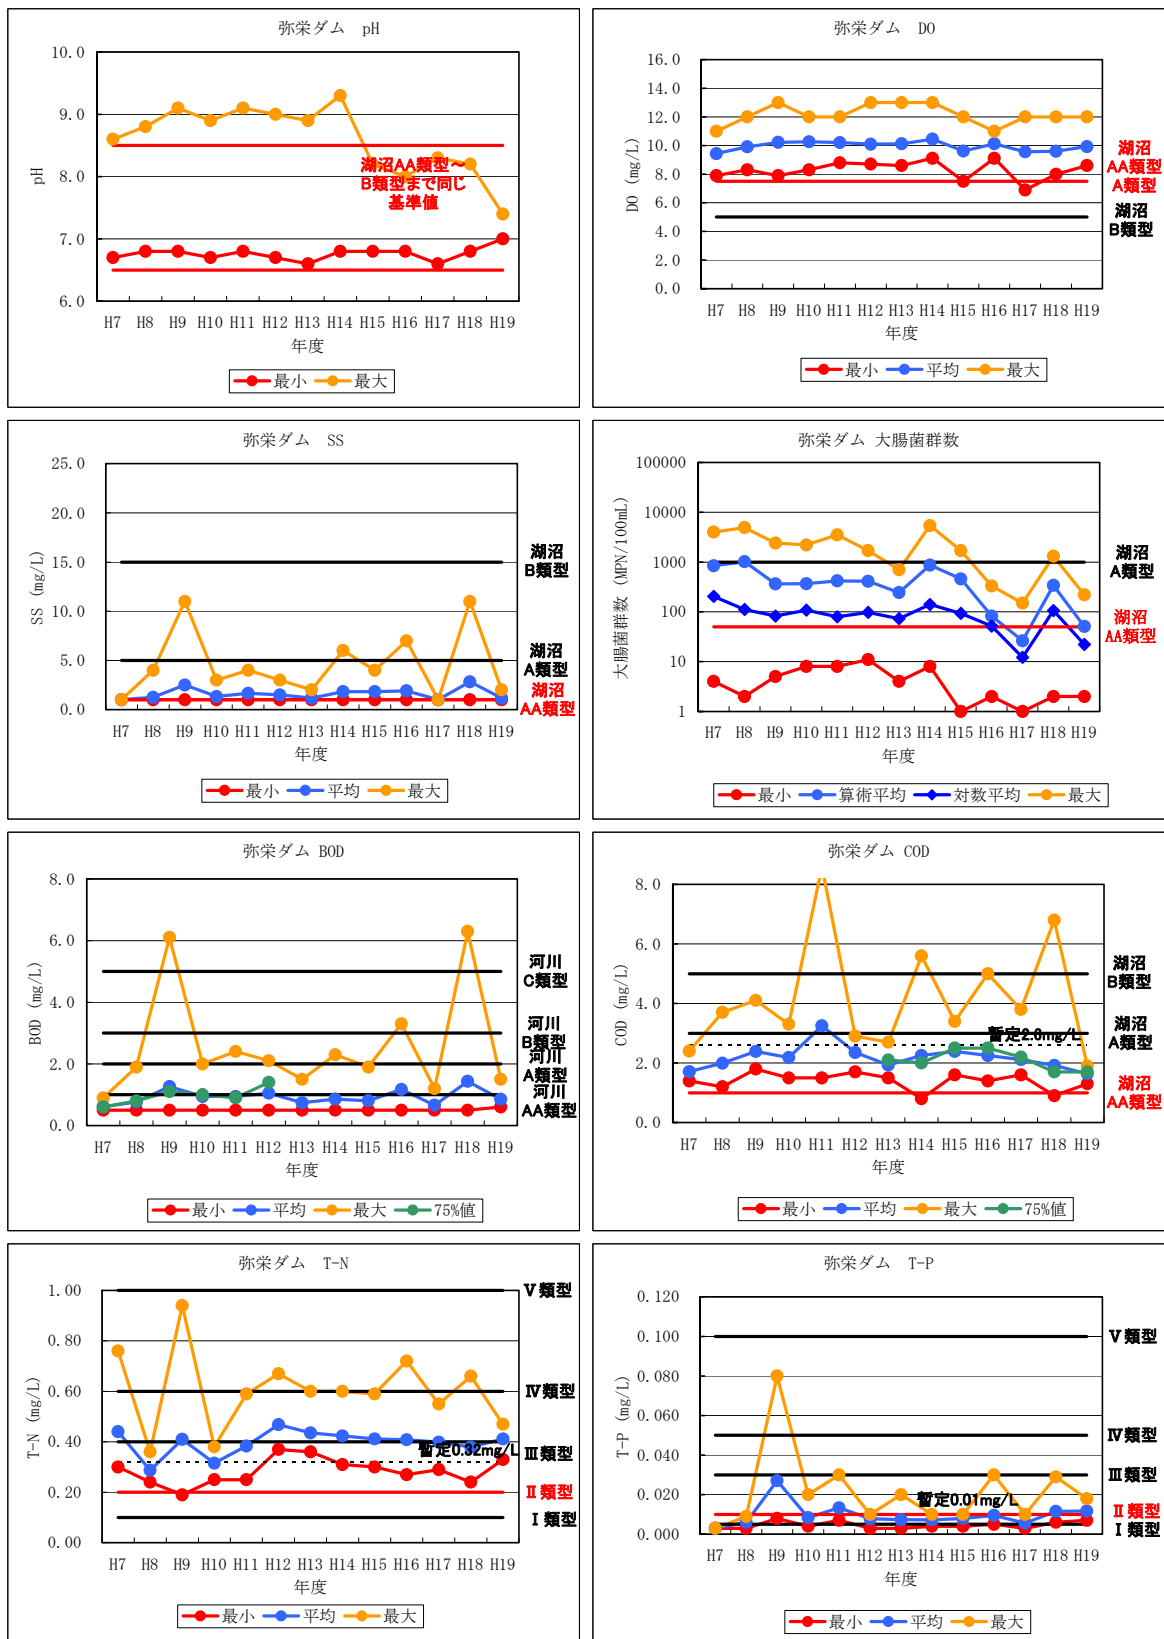 弥栄ダム pH
10.0
9.0
8.0
7.0
6.0
pH
湖沼AA類型～
B類型まで同じ
基準値
H7 H8 H9 H10 H11 H12 H13 H14 H15 H16 H17 H18 H19
年度
最小 最大
弥栄ダム DO
16.0
14.0
12.0
10.0
8.0
6.0
4.0
2.0
0.0
DO (mg/L)
湖沼
AA類型
A類型
湖沼
B類型
H7 H8 H9 H10 H11 H12 H13 H14 H15 H16 H17 H18 H19
年度
最小 平均 最大
弥栄ダム SS
25.0
20.0
15.0
10.0
5.0
0.0
SS (mg/L)
湖沼
B類型
湖沼
A類型
湖沼
AA類型
H7 H8 H9 H10 H11 H12 H13 H14 H15 H16 H17 H18 H19
年度
最小 平均 最大
弥栄ダム 大腸菌群数
100000
10000
1000
100
10
1
大腸菌群数 (MPN/100mL)
湖沼
A類型
湖沼
AA類型
H7 H8 H9 H10 H11 H12 H13 H14 H15 H16 H17 H18 H19
年度
最小 算術平均 対数平均 最大
弥栄ダム BOD
8.0
6.0
4.0
2.0
0.0
BOD (mg/L)
河川
C類型
河川
B類型
河川
A類型
河川
AA類型
H7 H8 H9 H10 H11 H12 H13 H14 H15 H16 H17 H18 H19
年度
最小 平均 最大 75%値
弥栄ダム COD
8.0
6.0
4.0
2.0
0.0
COD (mg/L)
湖沼
B類型
湖沼
A類型
暫定2.6mg/L
湖沼
AA類型
H7 H8 H9 H10 H11 H12 H13 H14 H15 H16 H17 H18 H19
年度
最小 平均 最大 75%値
弥栄ダム T-N
1.00
0.80
0.60
0.40
0.20
0.00
T-N (mg/L)
Ⅴ類型
Ⅳ類型
暫定0.32mg/L
Ⅲ類型
Ⅱ類型
Ⅰ類型
H7 H8 H9 H10 H11 H12 H13 H14 H15 H16 H17 H18 H19
年度
最小 平均 最大
弥栄ダム T-P
0.120
0.100
0.080
0.060
0.040
0.020
0.000
T-P (mg/L)
Ⅴ類型
Ⅳ類型
Ⅲ類型
暫定0.01mg/L
Ⅱ類型
Ⅰ類型
H7 H8 H9 H10 H11 H12 H13 H14 H15 H16 H17 H18 H19
年度
最小 平均 最大